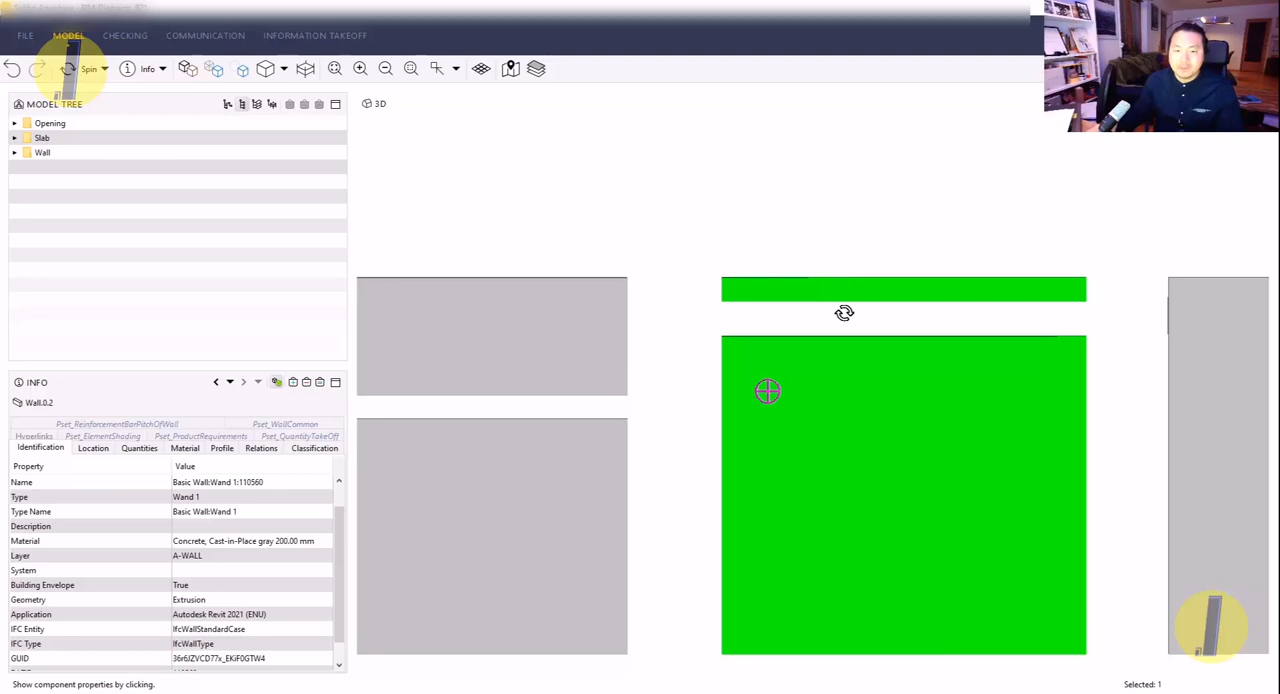 FILE MODEL CHECKING COMMUNICATION INFORMATION TAKEOFF
Spin Info
MODEL TREE
3D
Opening
Slab
Wall
INFO
Wall.0.2
Pset_ReinforcementBarPitchOfWall Pset_WallCommon
Hyperlinks Pset_ElementShading Pset_ProductRequirements Pset_QuantityTakeOff
Identification Location Quantities Material Profile Relations Classification
Property Value
Name Basic Wall:Wand 1:110560
Type Wand 1
Type Name Basic Wall:Wand 1
Description
Material Concrete, Cast-in-Place gray 200.00 mm
Layer A-WALL
System
Building Envelope True
Geometry Extrusion
Application Autodesk Revit 2021 (ENU)
IFC Entity IfcWallStandardCase
IFC Type IfcWallType
GUID 36r6JZVCD77x_EKiF0GTW4
Show component properties by clicking.
Selected: 1